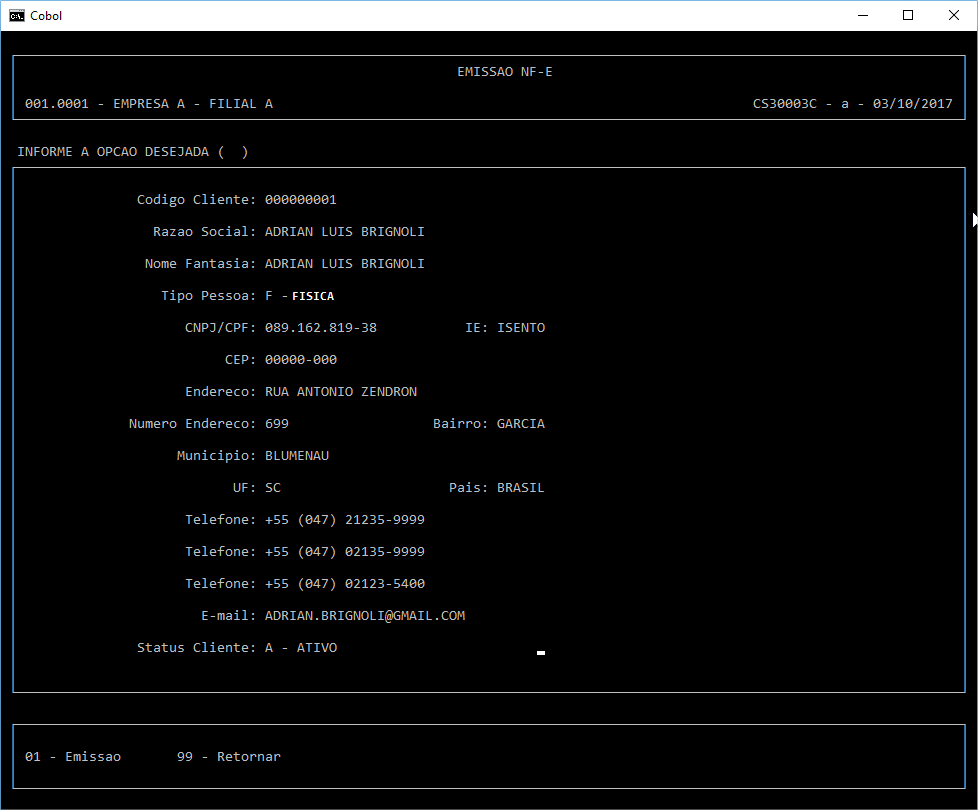 Cobol
EMISSAO NF-E
001.0001 - EMPRESA A - FILIAL A CS30003C - a - 03/10/2017
INFORME A OPCAO DESEJADA (  )
Codigo Cliente: 000000001
Razao Social: ADRIAN LUIS BRIGNOLI
Nome Fantasia: ADRIAN LUIS BRIGNOLI
Tipo Pessoa: F - FISICA
CNPJ/CPF: 089.162.819-38 IE: ISENTO
CEP: 00000-000
Endereco: RUA ANTONIO ZENDRON
Numero Endereco: 699 Bairro: GARCIA
Municipio: BLUMENAU
UF: SC Pais: BRASIL
Telefone: +55 (047) 21235-9999
Telefone: +55 (047) 02135-9999
Telefone: +55 (047) 02123-5400
E-mail: ADRIAN.BRIGNOLI@GMAIL.COM
Status Cliente: A - ATIVO
01 - Emissao 99 - Retornar